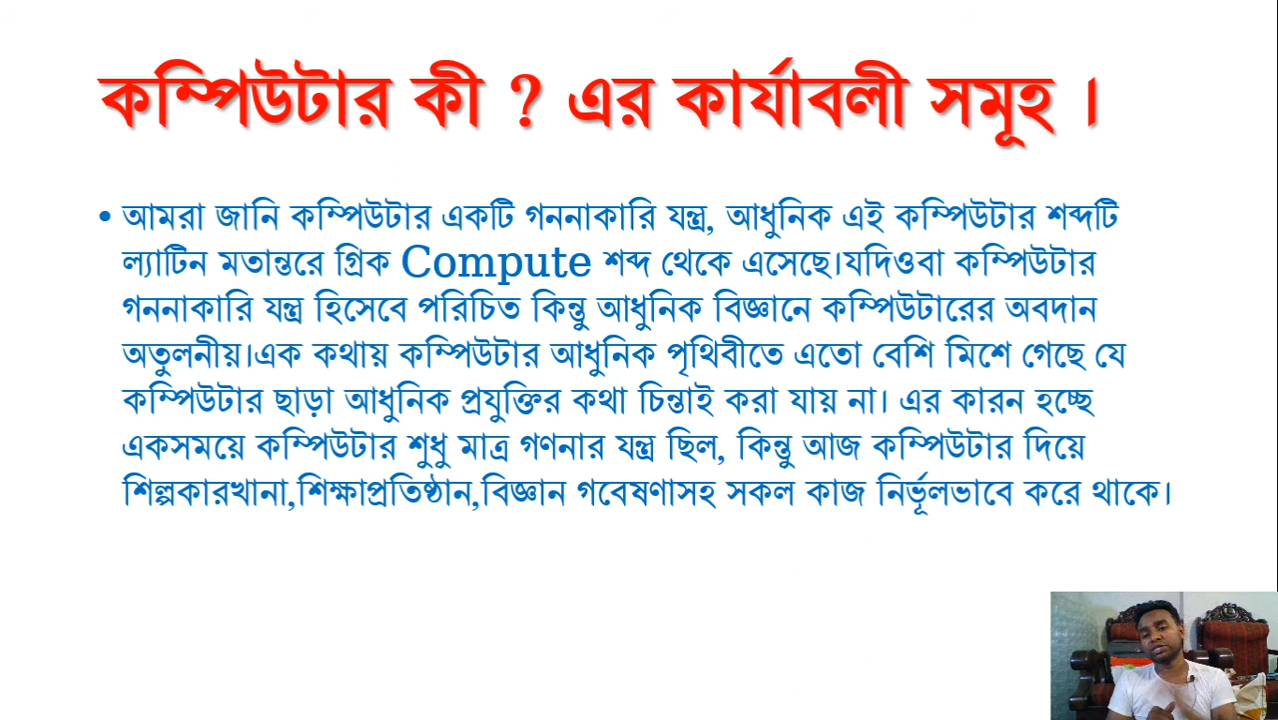 কম্পিউটার কী ? এর কার্যাবলী সমূহ ।
• আমরা জানি কম্পিউটার একটি গননাকারি যন্ত্র, আধুনিক এই কম্পিউটার শব্দটি
ল্যাটিন মতান্তরে গ্রিক Compute শব্দ থেকে এসেছে।যদিওবা কম্পিউটার
গননাকারি যন্ত্র হিসেবে পরিচিত কিন্তু আধুনিক বিজ্ঞানে কম্পিউটারের অবদান
অতুলনীয়।এক কথায় কম্পিউটার আধুনিক পৃথিবীতে এতো বেশি মিশে গেছে যে
কম্পিউটার ছাড়া আধুনিক প্রযুক্তির কথা চিন্তাই করা যায় না। এর কারন হচ্ছে
একসময়ে কম্পিউটার শুধু মাত্র গণনার যন্ত্র ছিল, কিন্তু আজ কম্পিউটার দিয়ে
শিল্পকারখানা,শিক্ষাপ্রতিষ্ঠান,বিজ্ঞান গবেষণাসহ সকল কাজ নির্ভূলভাবে করে থাকে।